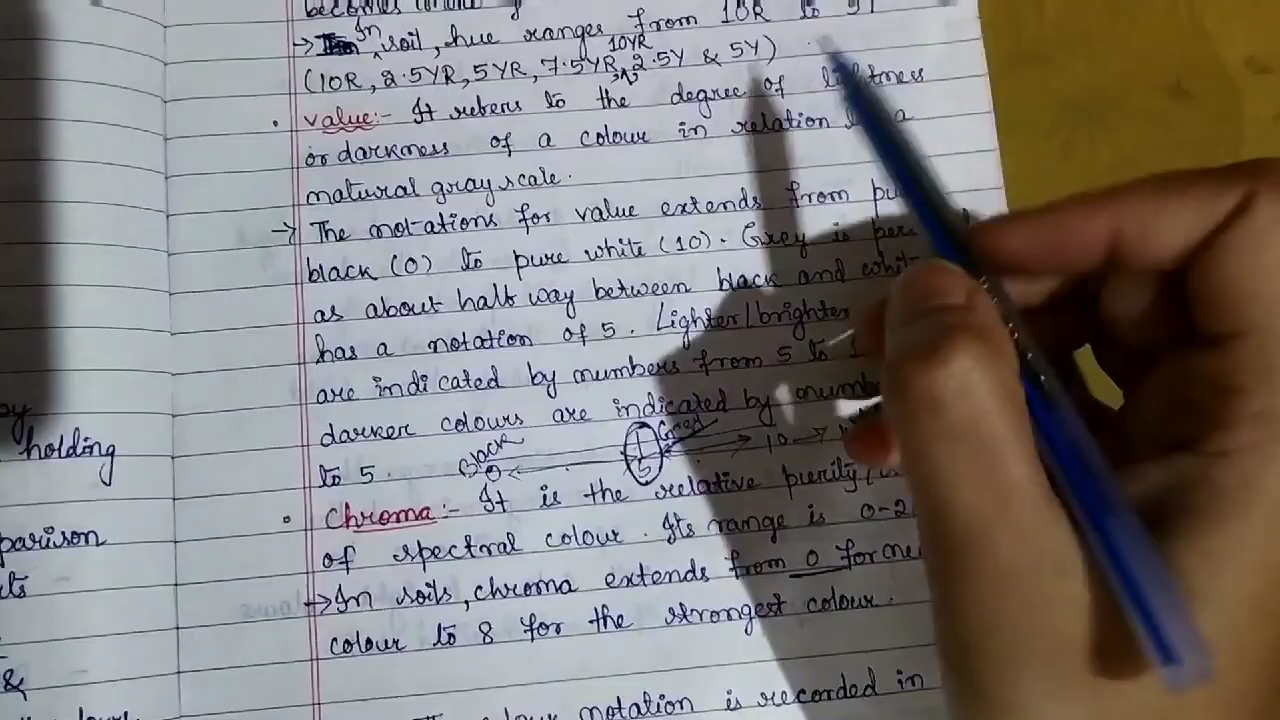 holding
parison
&
→ In soil, hue ranges from 10R to
(10R, 2.5YR, 5YR, 7.5YR, 10YR, 2.5Y & 5Y)
• value:- It refers to the degree of lightness
or darkness of a colour in relation to a
natural gray scale.
→ The notations for value extends from
black (0) to pure white (10). Grey is
as about half way between black and
has a notation of 5. Lighter/brighter
are indicated by numbers from 5 to
darker colours are indicated by
to 5. Black 0 5 Grey 10
• Chroma:- It is the relative purity
of spectral colour. Its range is 0-2
→ In soils, chroma extends from 0 for
colour to 8 for the strongest colour.
notation is recorded in